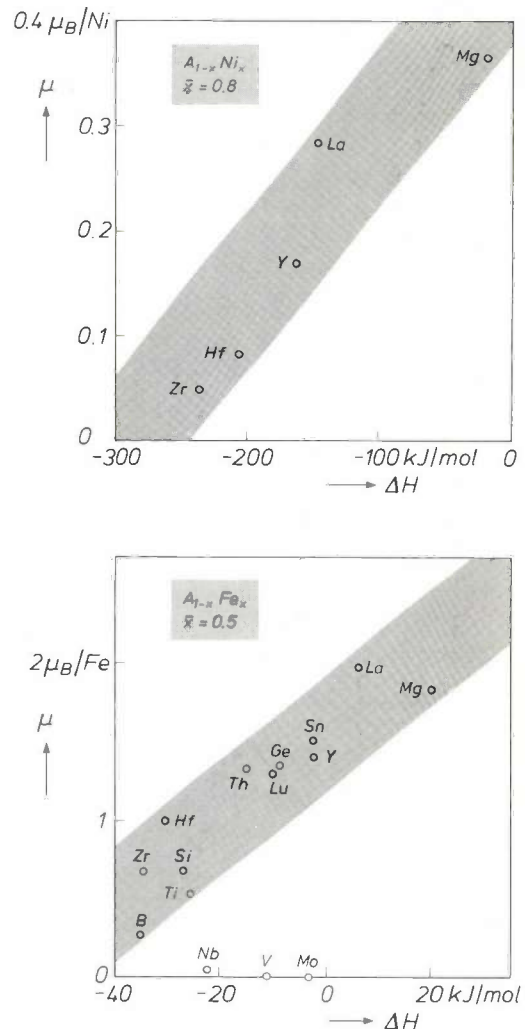 0.4 μB/Ni
A1-x Nix
x̄ = 0.8
Mg
μ
0.3
La
0.2
Y
0.1
Hf
Zr
0
-300 -200 -100 kJ/mol 0
ΔH
A1-x Fex
x̄ = 0.5
2μB/Fe
La
Mg
μ
Sn
Ge
Y
Th
Lu
1
Hf
Zr Si
Ti
B
Nb V Mo
0
-40 -20 0 20 kJ/mol
ΔH